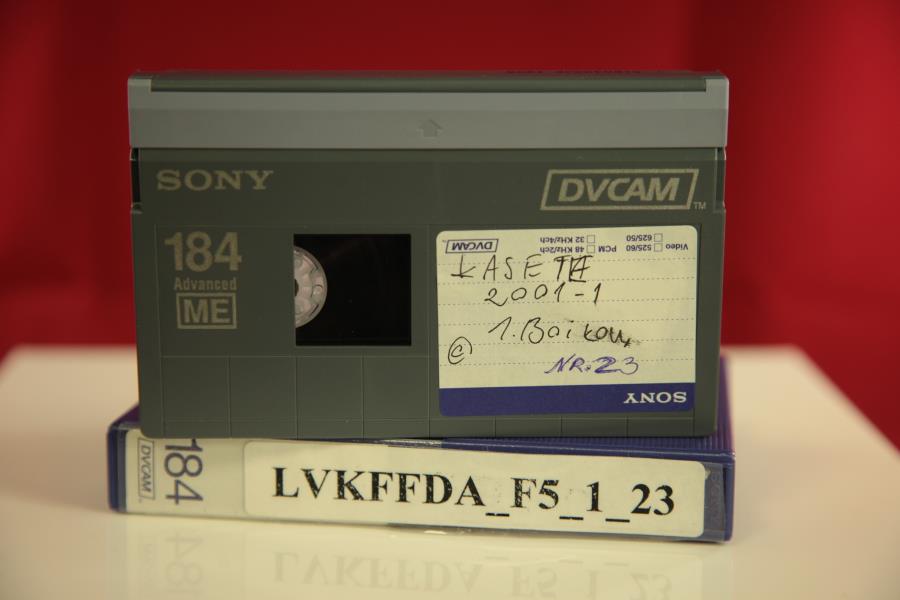 SONY
DVCAM
TM
184
Advanced
ME
Video 525/60 625/50 PCM 48 KHz/2ch 32 KHz/4ch DVCAM
KASETE
2001-1
1.
©
NR.23
SONY
DVCAM
184
LVKFFDA_F5_1_23